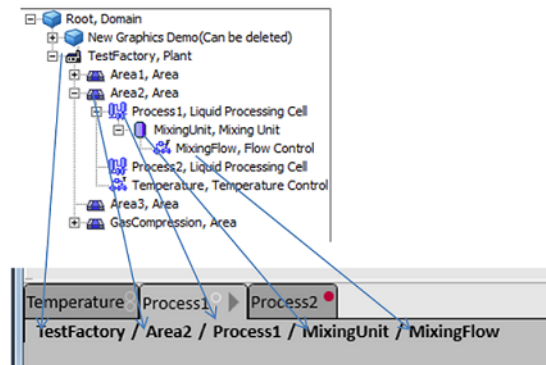 Root, Domain
New Graphics Demo(Can be deleted)
TestFactory, Plant
Area1, Area
Area2, Area
Process1, Liquid Processing Cell
MixingUnit, Mixing Unit
MixingFlow, Flow Control
Process2, Liquid Processing Cell
Temperature, Temperature Control
Area3, Area
GasCompression, Area
Temperature Process1 Process2
TestFactory / Area2 / Process1 / MixingUnit / MixingFlow